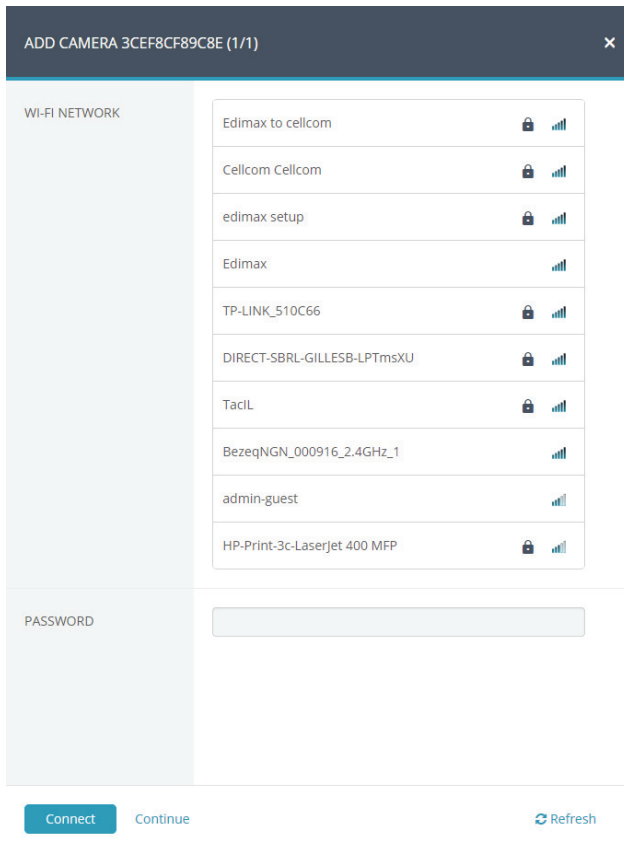 ADD CAMERA 3CEF8CF89C8E (1/1)
WI-FI NETWORK
Edimax to cellcom
Cellcom Cellcom
edimax setup
Edimax
TP-LINK_510C66
DIRECT-SBRL-GILLESB-LPTmsXU
TacIL
BezeqNGN_000916_2.4GHz_1
admin-guest
HP-Print-3c-LaserJet 400 MFP
PASSWORD
Connect Continue Refresh